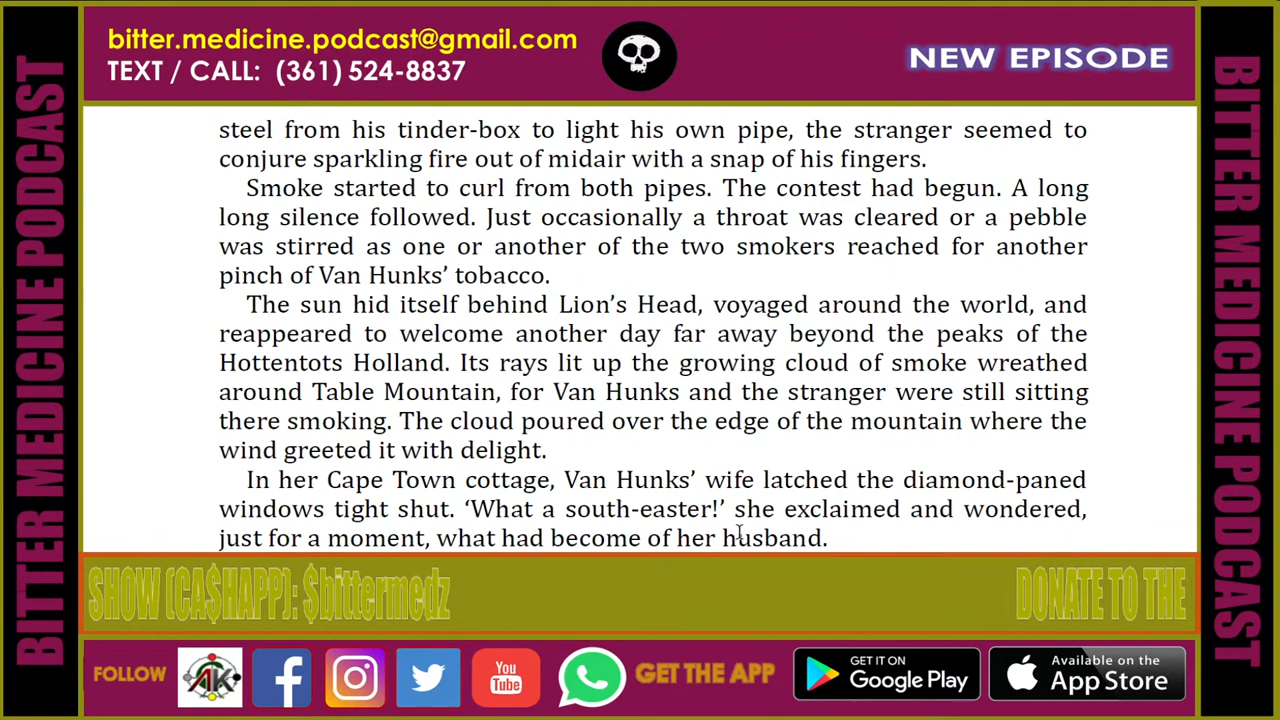 bitter.medicine.podcast@gmail.com
TEXT / CALL: (361) 524-8837
NEW EPISODE
BITTER MEDICINE PODCAST
steel from his tinder-box to light his own pipe, the stranger seemed to
conjure sparkling fire out of midair with a snap of his fingers.
Smoke started to curl from both pipes. The contest had begun. A long
long silence followed. Just occasionally a throat was cleared or a pebble
was stirred as one or another of the two smokers reached for another
pinch of Van Hunks’ tobacco.
The sun hid itself behind Lion’s Head, voyaged around the world, and
reappeared to welcome another day far away beyond the peaks of the
Hottentots Holland. Its rays lit up the growing cloud of smoke wreathed
around Table Mountain, for Van Hunks and the stranger were still sitting
there smoking. The cloud poured over the edge of the mountain where the
wind greeted it with delight.
In her Cape Town cottage, Van Hunks’ wife latched the diamond-paned
windows tight shut. ‘What a south-easter!’ she exclaimed and wondered,
just for a moment, what had become of her husband.
BITTER MEDICINE PODCAST
SHOW (CA$HAPP): $bittermedz
DONATE TO THE
FOLLOW
ATK
You
Tube
GET THE APP
GET IT ON
Google Play
Available on the
App Store